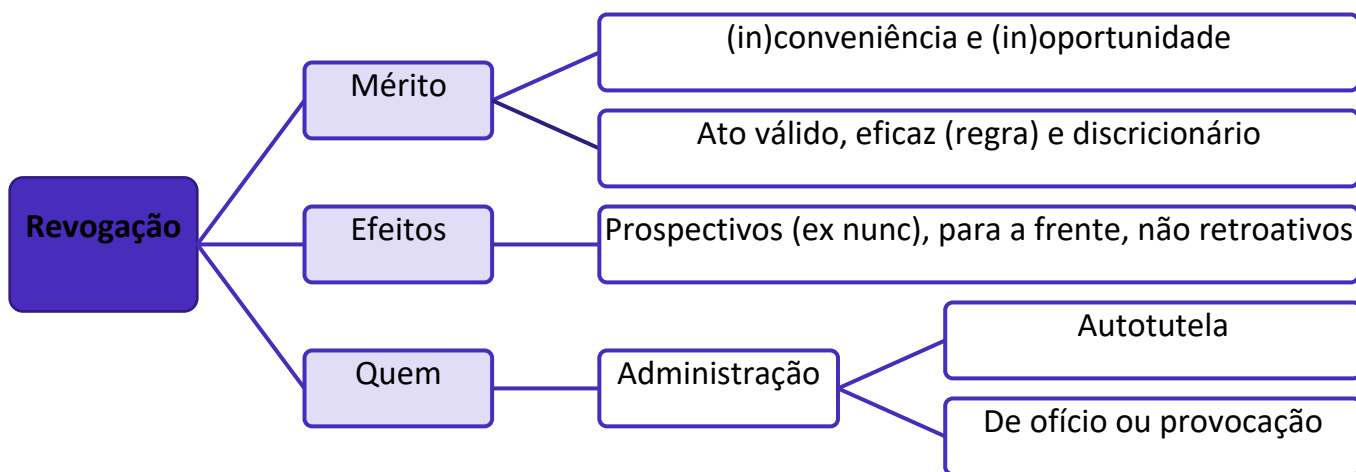 Revogação
Mérito
(in)conveniência e (in)oportunidade
Ato válido, eficaz (regra) e discricionário
Efeitos
Prospectivos (ex nunc), para a frente, não retroativos
Quem
Administração
Autotutela
De ofício ou provocação